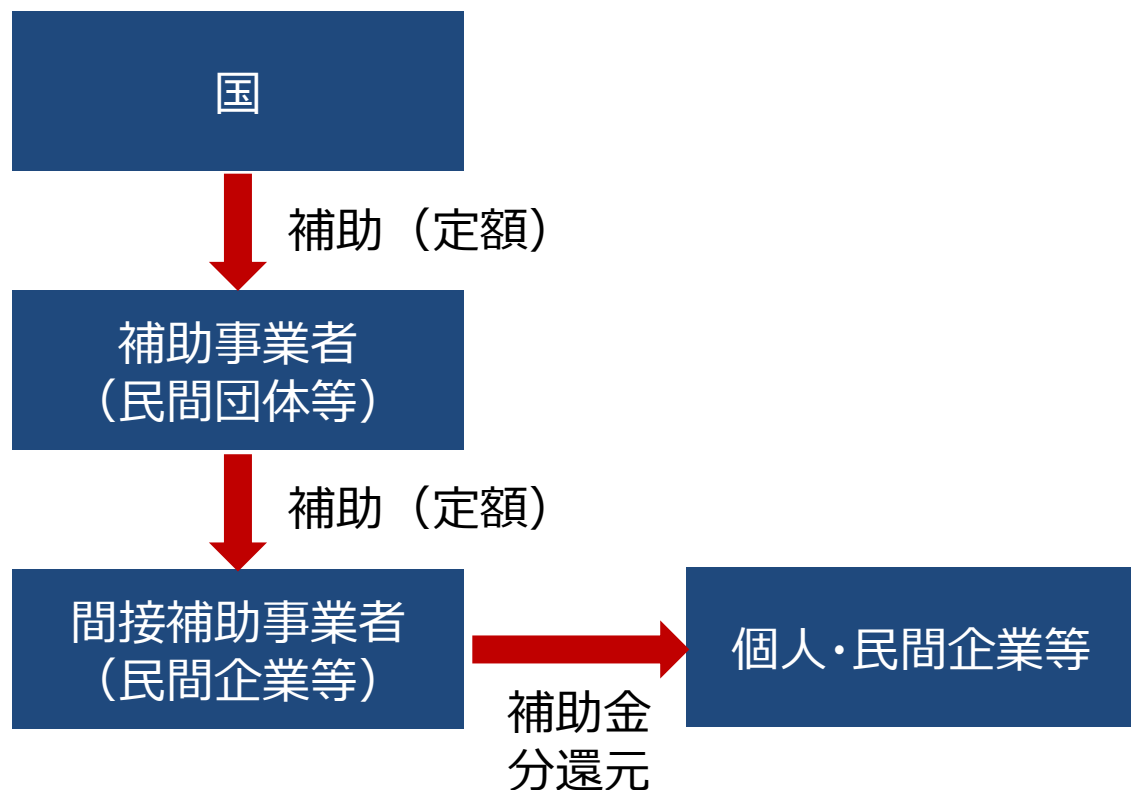 国
補助（定額）
補助事業者
（民間団体等）
補助（定額）
間接補助事業者
（民間企業等）
補助金
分還元
個人・民間企業等